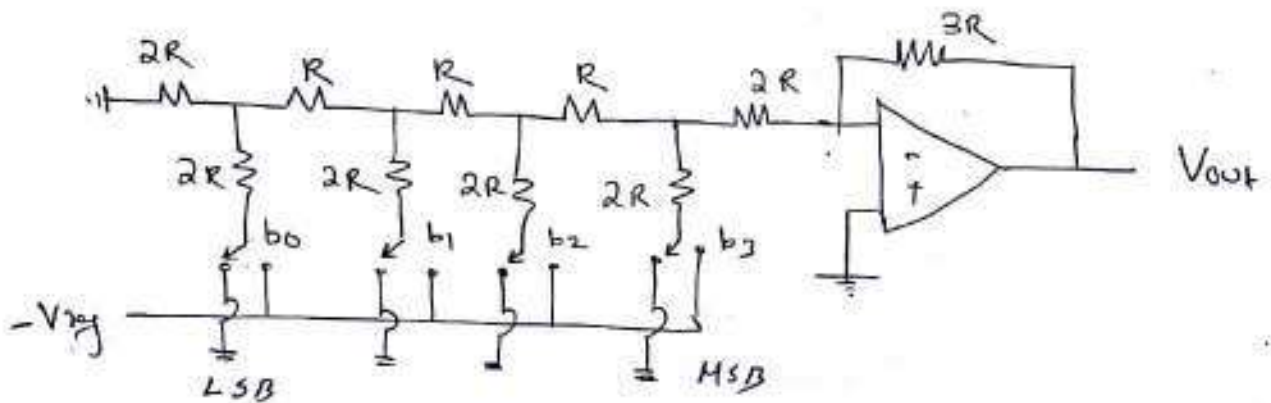 2R R R R 2R 3R
2R 2R 2R 2R
- +
Vout
b0 b1 b2 b3
-Vref
LSB MSB